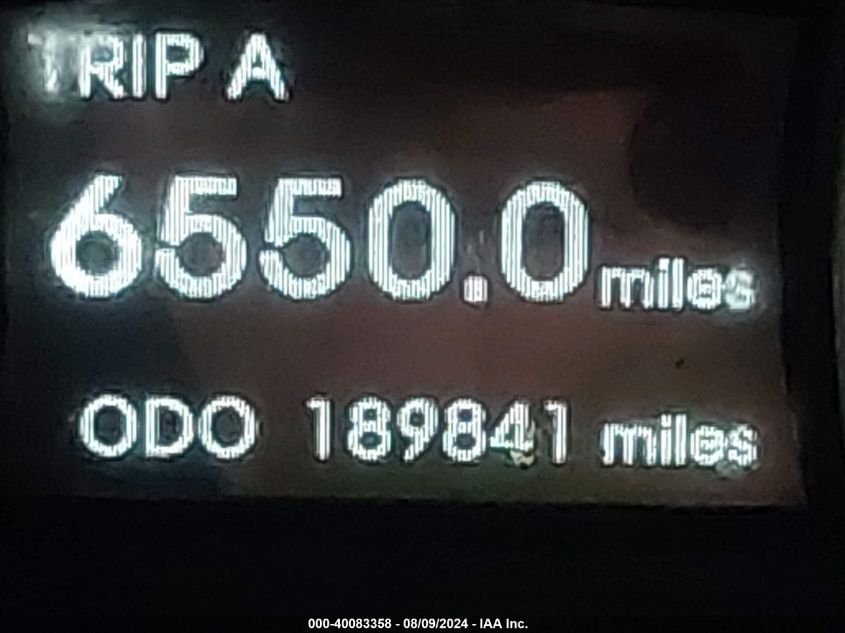 TRIP A
6550.0 miles
ODO 189841 miles
000-40083358 - 08/09/2024 - IAA Inc.